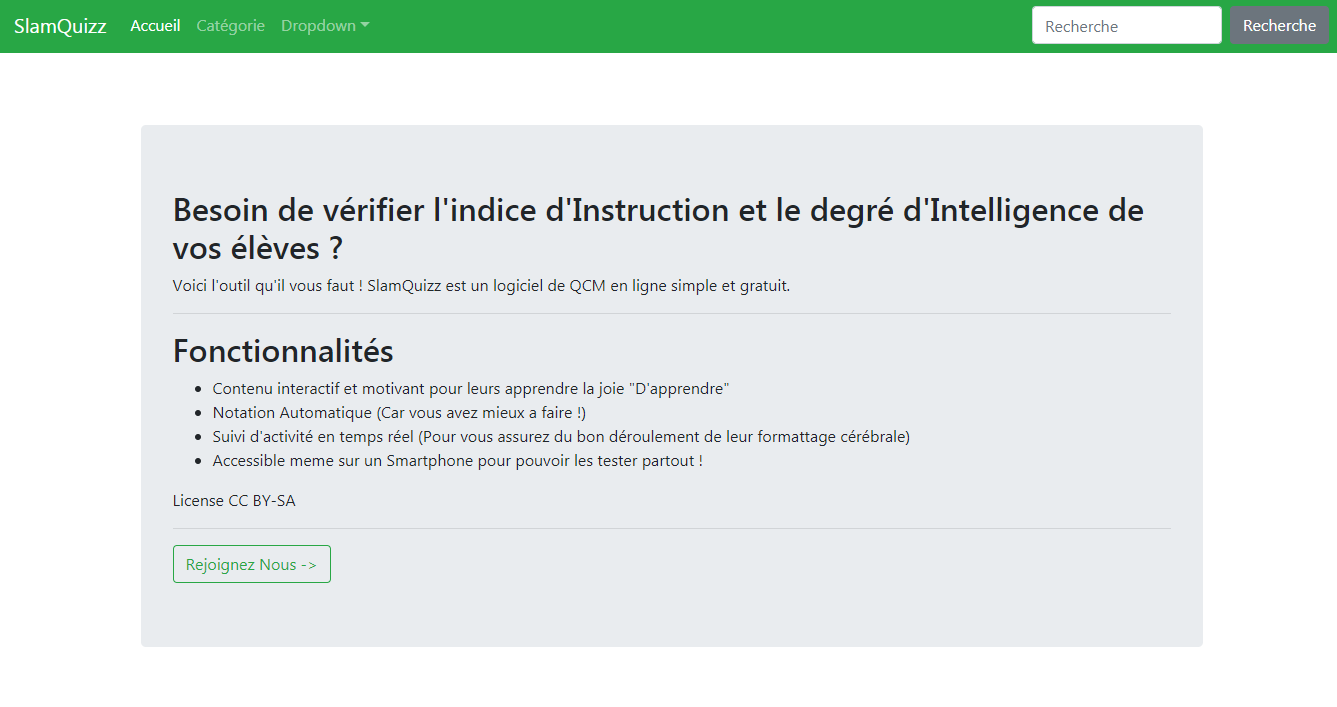 SlamQuizz Accueil Catégorie Dropdown Recherche Recherche
Besoin de vérifier l'indice d'Instruction et le degré d'Intelligence de
vos élèves ?
Voici l'outil qu'il vous faut ! SlamQuizz est un logiciel de QCM en ligne simple et gratuit.
Fonctionnalités
• Contenu interactif et motivant pour leurs apprendre la joie "D'apprendre"
• Notation Automatique (Car vous avez mieux a faire !)
• Suivi d'activité en temps réel (Pour vous assurez du bon déroulement de leur formattage cérébrale)
• Accessible meme sur un Smartphone pour pouvoir les tester partout !
License CC BY-SA
Rejoignez Nous ->